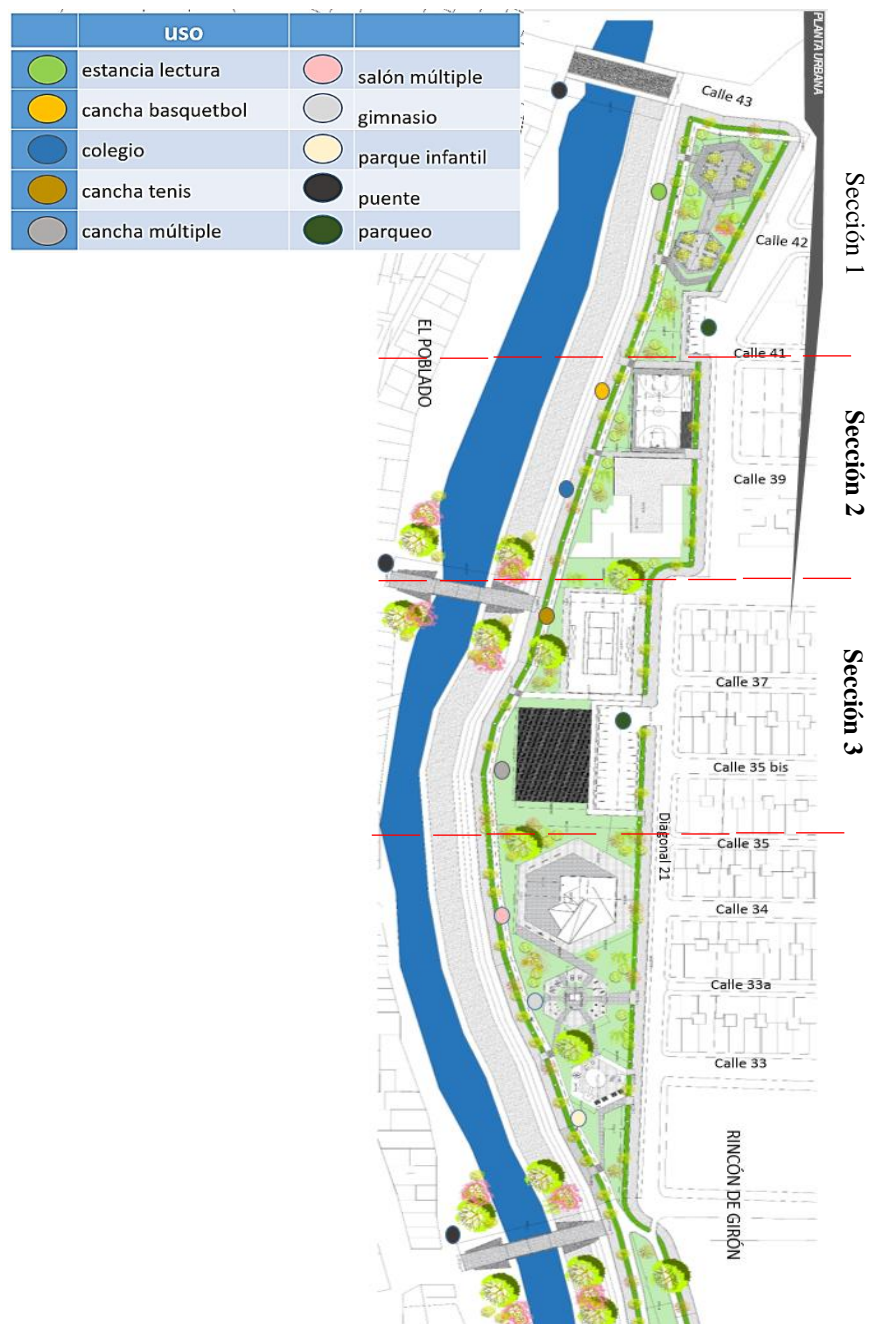 uso
estancia lectura
salón múltiple
cancha basquetbol
gimnasio
colegio
parque infantil
cancha tenis
puente
cancha múltiple
parqueo
PLANTA URBANA
Calle 43
Sección 1
Calle 42
EL POBLADO
Calle 41
Sección 2
Calle 39
Sección 3
Calle 37
Calle 35 bis
Diagonal 21
Calle 35
Calle 34
Calle 33a
Calle 33
RINCÓN DE GIRÓN